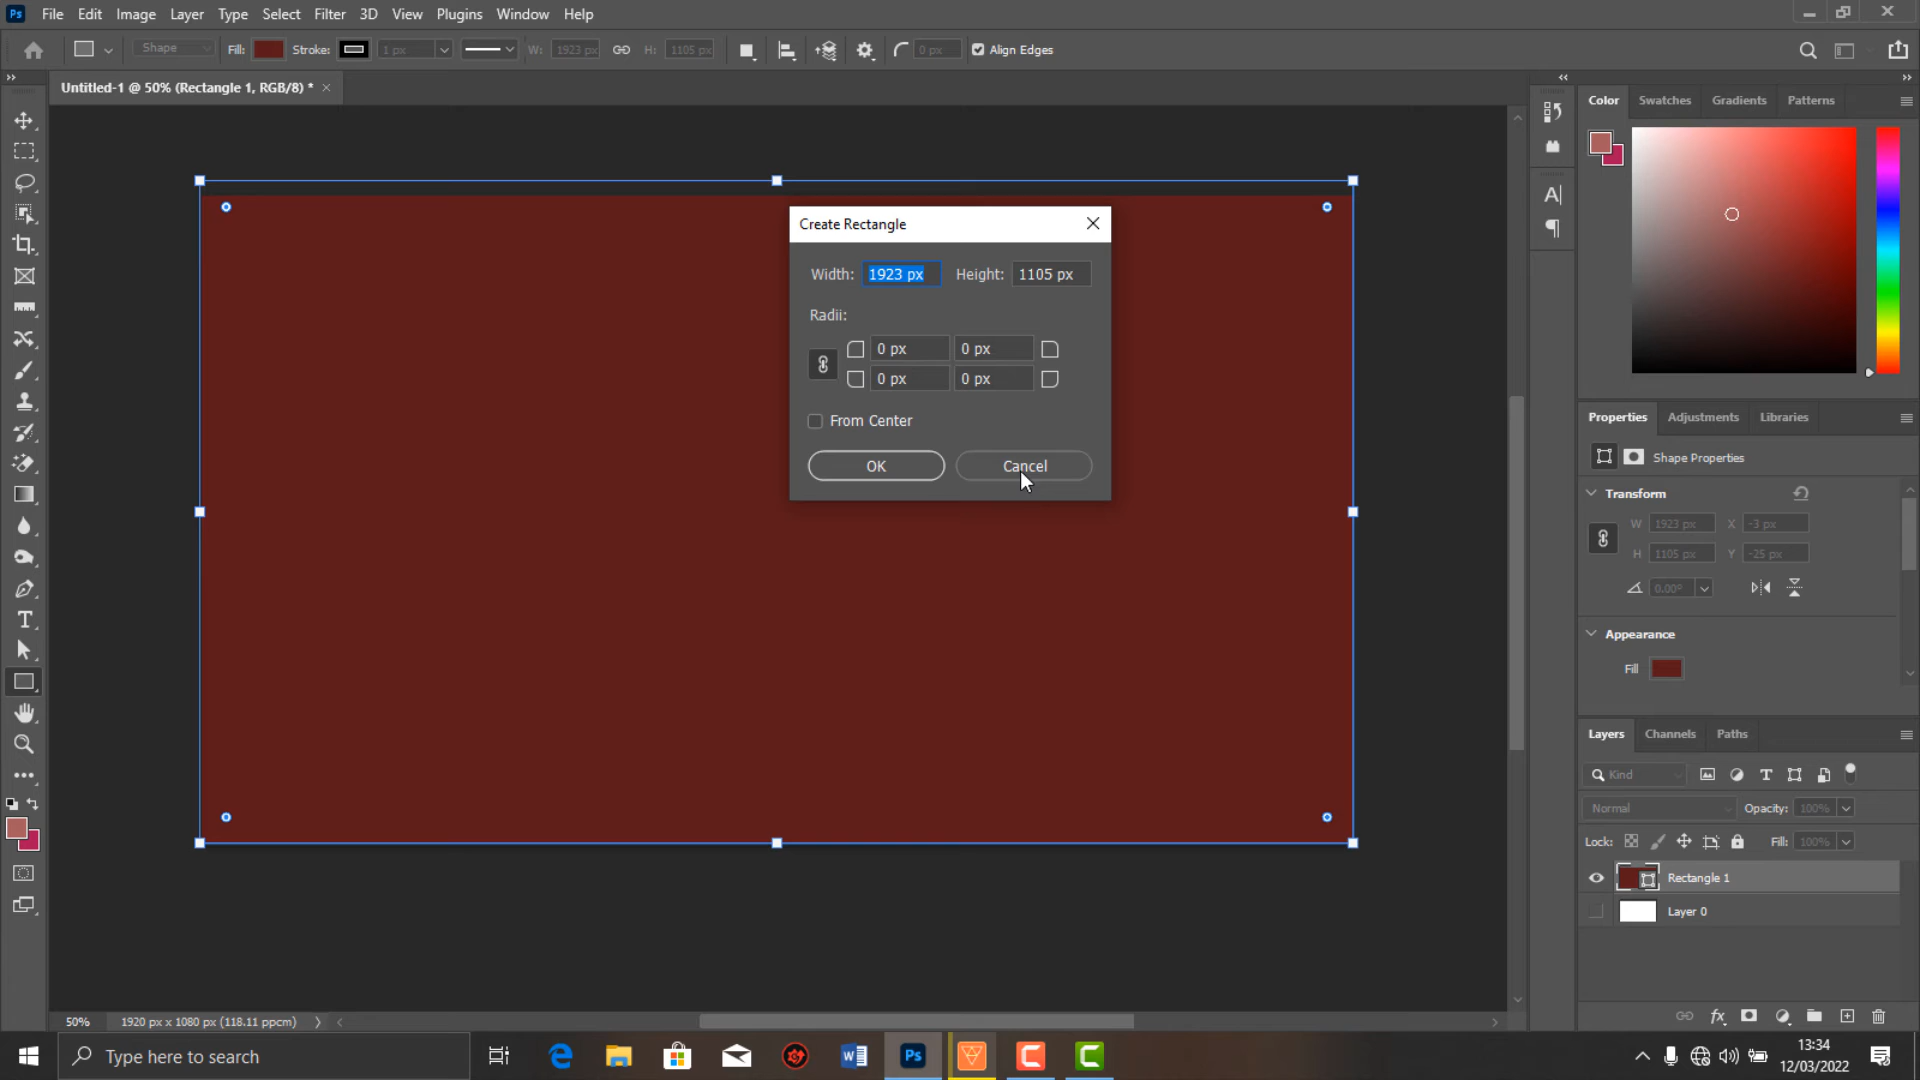 Ps File Edit Image Layer Type Select Filter 3D View Plugins Window Help
Shape Fill: Stroke: 1 px W: 1923 px H: 1105 px 0 px Align Edges
Untitled-1 @ 50% (Rectangle 1, RGB/8) *
Color Swatches Gradients Patterns
Create Rectangle
Width: 1923 px Height: 1105 px
Radii:
0 px 0 px
0 px 0 px
From Center
OK Cancel
Properties Adjustments Libraries
Shape Properties
Transform
W 1923 px X -3 px
H 1105 px Y -25 px
0.00°
Appearance
Fill
Layers Channels Paths
Kind
Normal Opacity: 100%
Lock: Fill: 100%
Rectangle 1
Layer 0
50% 1920 px x 1080 px (118.11 ppcm)
Type here to search
Ps
13:34
12/03/2022